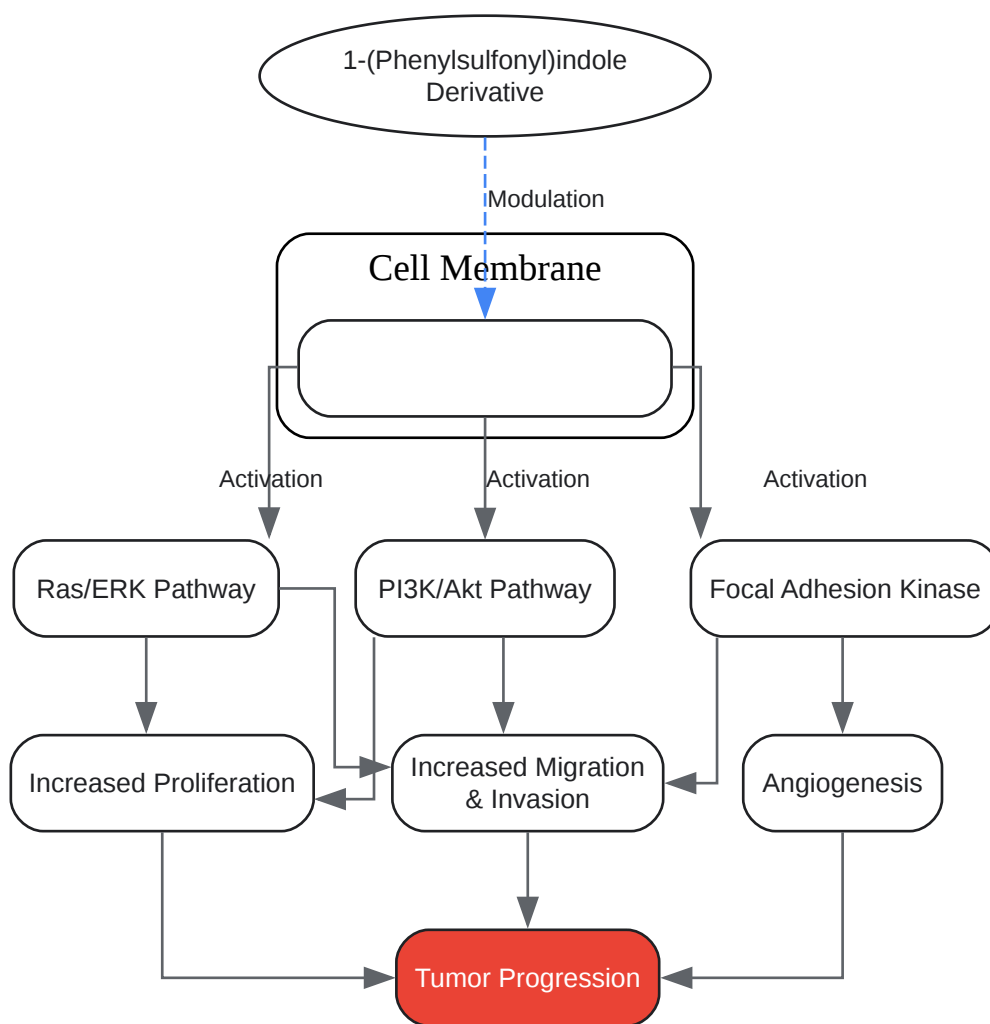 1-(Phenylsulfonyl)indole
Derivative
Modulation
Cell Membrane
Activation
Activation
Activation
Ras/ERK Pathway
PI3K/Akt Pathway
Focal Adhesion Kinase
Increased Proliferation
Increased Migration
& Invasion
Angiogenesis
Tumor Progression